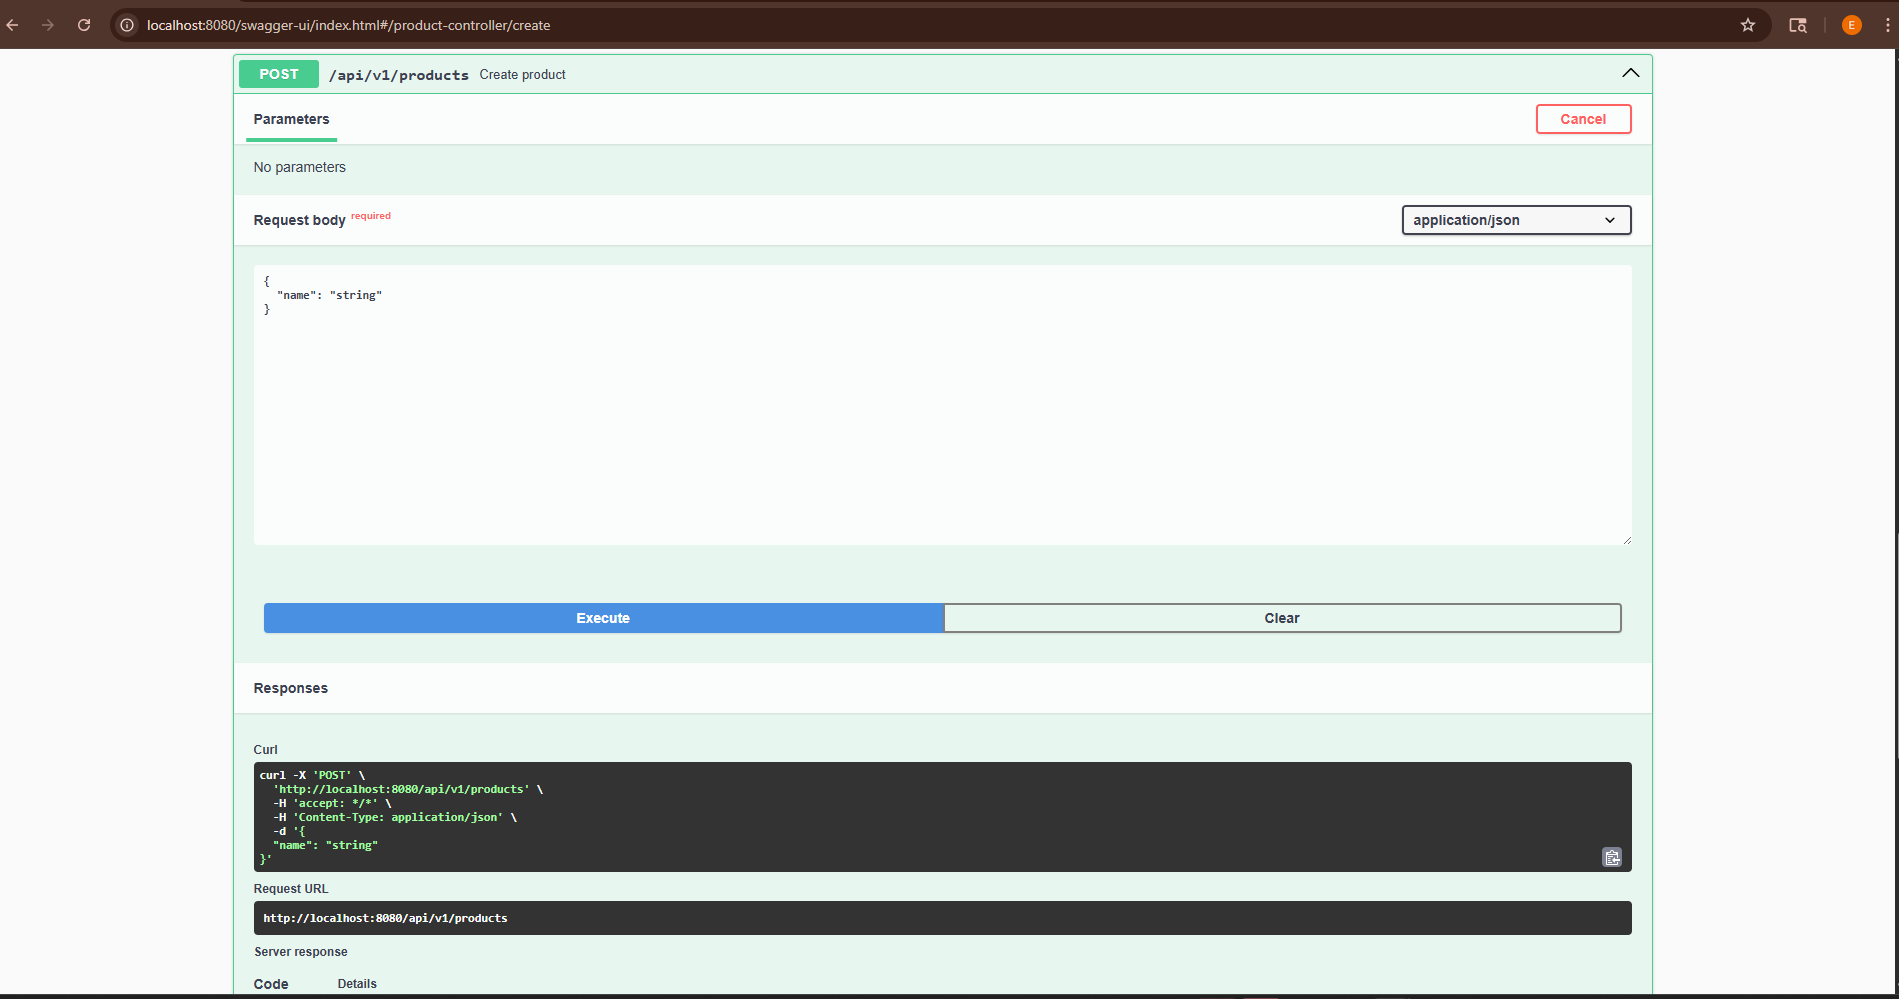 localhost:8080/swagger-ui/index.html#/product-controller/create
E
POST /api/v1/products Create product
Parameters
Cancel
No parameters
Request body required
application/json
{
  "name": "string"
}
Execute
Clear
Responses
Curl
curl -X 'POST' \
  'http://localhost:8080/api/v1/products' \
  -H 'accept: */*' \
  -H 'Content-Type: application/json' \
  -d '{
  "name": "string"
}'
Request URL
http://localhost:8080/api/v1/products
Server response
Code Details